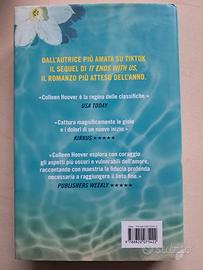 DALL'AUTRICE PIÙ AMATA SU TIKTOK
IL SEQUEL DI IT ENDS WITH US,
IL ROMANZO PIÙ ATTESO DELL'ANNO.
«Colleen Hoover è la regina delle classifiche.»
USA TODAY
«Cattura magnificamente le gioie
e i dolori di un nuovo inizio.»
KIRKUS ★★★★★
«Colleen Hoover esplora con coraggio
gli aspetti più oscuri e vulnerabili dell'amore,
raccontando con maestria la fiducia profonda
necessaria a raggiungere il lieto fine.»
PUBLISHERS WEEKLY ★★★★★
Subito.it